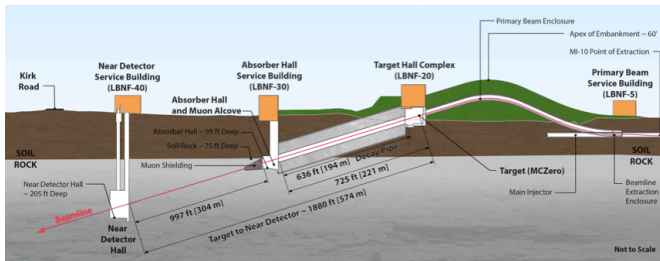 Primary Beam Enclosure
Apex of Embankment ~ 60'
MI-10 Point of Extraction
Near Detector
Service Building
(LBNF-40)
Absorber Hall
Service Building
(LBNF-30)
Target Hall Complex
(LBNF-20)
Primary Beam
Service Building
(LBNF-5)
Kirk
Road
Absorber Hall
and Muon Alcove
Absorber Hall ~ 95 ft Deep
Soil/Rock ~ 75 ft Deep
Muon Shielding
SOIL
ROCK
SOIL
ROCK
636 ft [194 m] Decay Pipe
725 ft [221 m]
Target (MCZero)
Main Injector
Beamline
Extraction
Enclosure
Near Detector Hall
~ 205 ft Deep
997 ft [304 m]
Target to Near Detector ~ 1880 ft [574 m]
Beamline
Near
Detector
Hall
Not to Scale